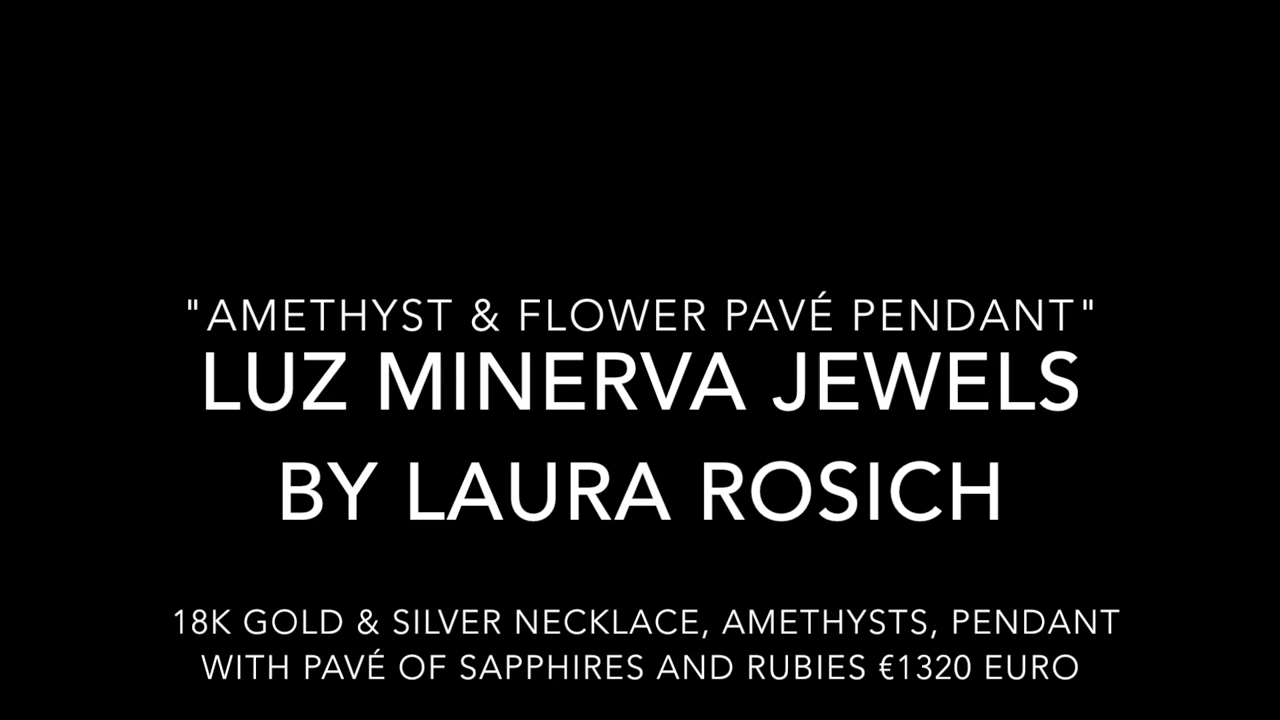 "AMETHYST & FLOWER PAVÉ PENDANT"
LUZ MINERVA JEWELS
BY LAURA ROSICH
18K GOLD & SILVER NECKLACE, AMETHYSTS, PENDANT
WITH PAVÉ OF SAPPHIRES AND RUBIES €1320 EURO